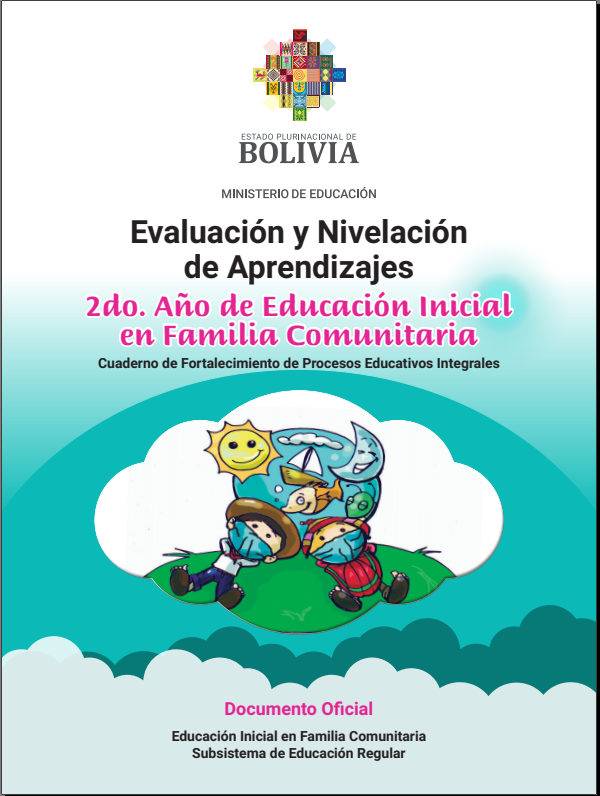 ESTADO PLURINACIONAL DE
BOLIVIA
MINISTERIO DE EDUCACIÓN
Evaluación y Nivelación
de Aprendizajes
2do. Año de Educación Inicial
en Familia Comunitaria
Cuaderno de Fortalecimiento de Procesos Educativos Integrales
Documento Oficial
Educación Inicial en Familia Comunitaria
Subsistema de Educación Regular